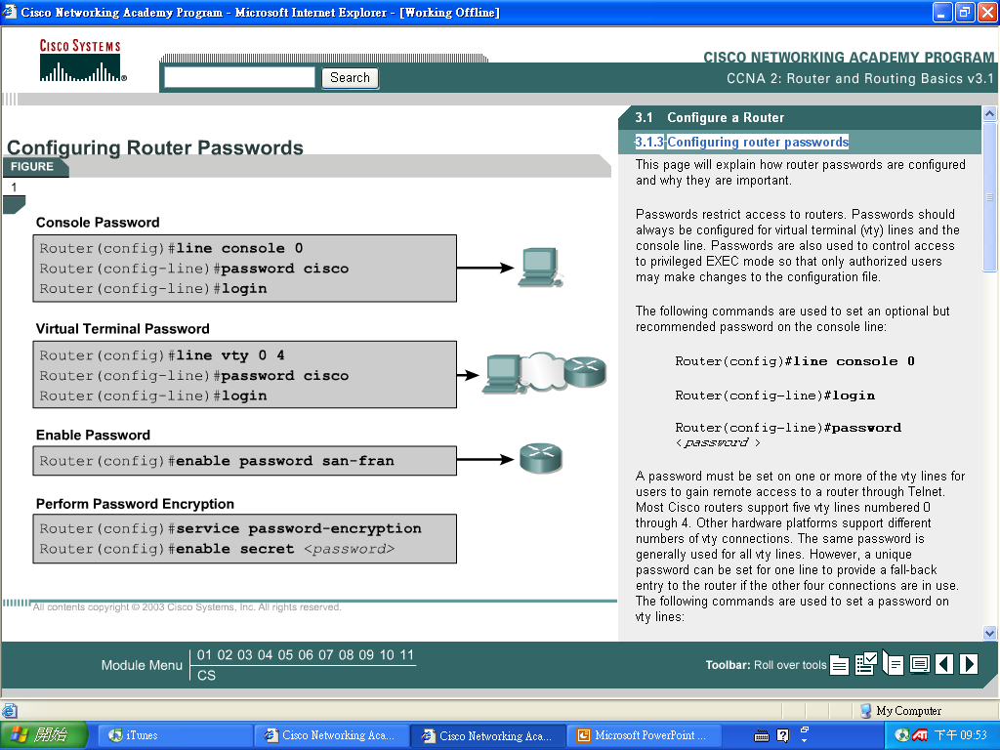 Cisco Networking Academy Program - Microsoft Internet Explorer - [Working Offline]
CISCO SYSTEMS
Search
CISCO NETWORKING ACADEMY PROGRAM
CCNA 2: Router and Routing Basics v3.1
Configuring Router Passwords
FIGURE
1
Console Password
Router(config)#line console 0
Router(config-line)#password cisco
Router(config-line)#login
Virtual Terminal Password
Router(config)#line vty 0 4
Router(config-line)#password cisco
Router(config-line)#login
Enable Password
Router(config)#enable password san-fran
Perform Password Encryption
Router(config)#service password-encryption
Router(config)#enable secret <password>
All contents copyright © 2003 Cisco Systems, Inc. All rights reserved.
3.1 Configure a Router
3.1.3 Configuring router passwords
This page will explain how router passwords are configured
and why they are important.
Passwords restrict access to routers. Passwords should
always be configured for virtual terminal (vty) lines and the
console line. Passwords are also used to control access
to privileged EXEC mode so that only authorized users
may make changes to the configuration file.
The following commands are used to set an optional but
recommended password on the console line:
Router(config)#line console 0
Router(config-line)#login
Router(config-line)#password
<password >
A password must be set on one or more of the vty lines for
users to gain remote access to a router through Telnet.
Most Cisco routers support five vty lines numbered 0
through 4. Other hardware platforms support different
numbers of vty connections. The same password is
generally used for all vty lines. However, a unique
password can be set for one line to provide a fall-back
entry to the router if the other four connections are in use.
The following commands are used to set a password on
vty lines:
Module Menu
01 02 03 04 05 06 07 08 09 10 11
CS
Toolbar: Roll over tools
My Computer
開始
iTunes
Cisco Networking Aca...
Cisco Networking Aca...
Microsoft PowerPoint ...
下午 09:53